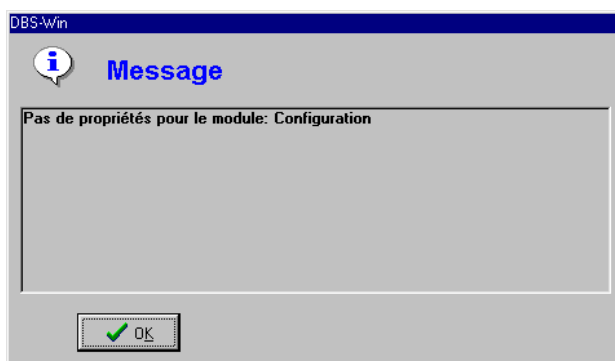 DBS-Win
Message
Pas de propriétés pour le module: Configuration
OK